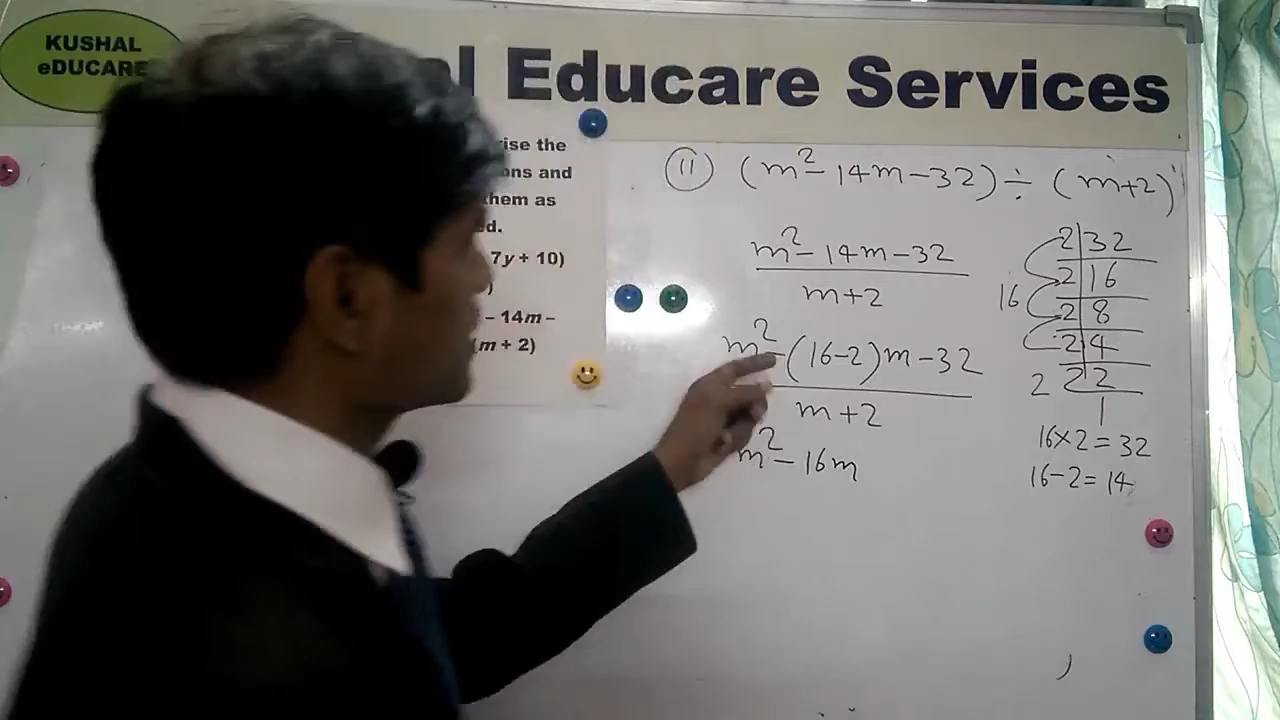 KUSHAL
eDUCARE
Educare Services
ons and
hem as
7y + 10)
– 14m –
(m + 2)
(11) (m² - 14m - 32) ÷ (m+2)
m² - 14m - 32
m+2
m² - (16-2)m - 32
m+2
m² - 16m
2 32
2 16
2 8
2 4
2 2
1
16
2
16×2=32
16-2=14